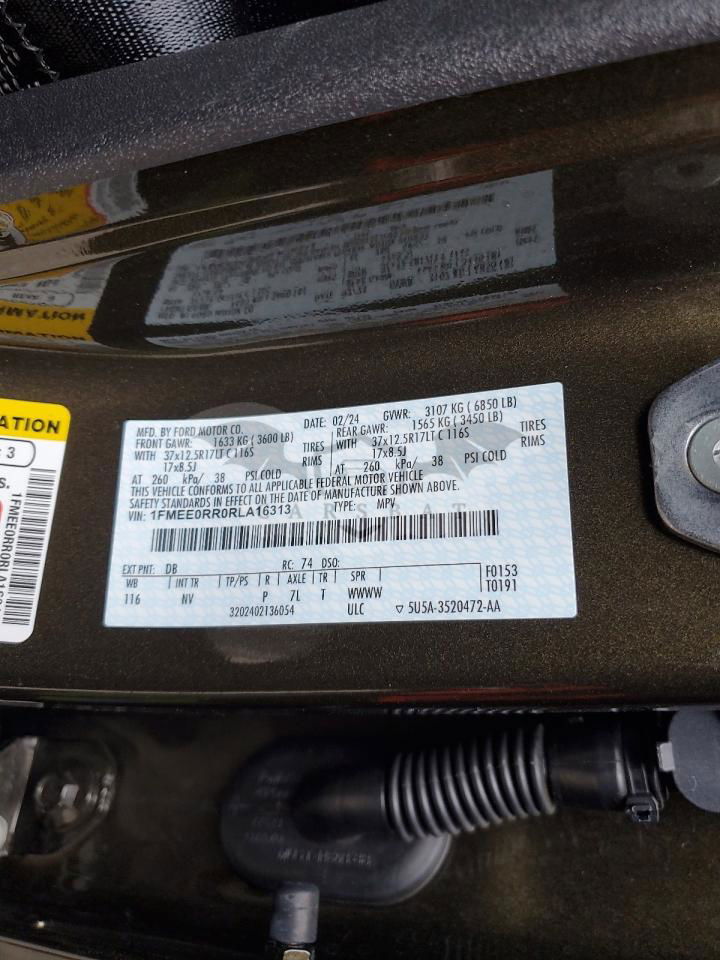 ATION
: 3
S.
1FMEE0RR0RLA16313
MFD. BY FORD MOTOR CO.
DATE: 02/24 GVWR: 3107 KG ( 6850 LB)
FRONT GAWR: 1633 KG ( 3600 LB) REAR GAWR: 1565 KG ( 3450 LB)
WITH 37x12.5R17LT C 116S TIRES WITH 37x12.5R17LT C 116S TIRES
17x8.5J RIMS 17x8.5J RIMS
AT 260 kPa/ 38 PSI COLD AT 260 kPa/ 38 PSI COLD
THIS VEHICLE CONFORMS TO ALL APPLICABLE FEDERAL MOTOR VEHICLE
SAFETY STANDARDS IN EFFECT ON THE DATE OF MANUFACTURE SHOWN ABOVE.
VIN: 1FMEE0RR0RLA16313 TYPE: MPV
CARSBAT
EXT PNT: DB RC: 74 DSO:
WB INT TR TP/PS R AXLE TR SPR F0153
116 NV P 7L T WWWW T0191
3202402136054 ULC 5U5A-3520472-AA